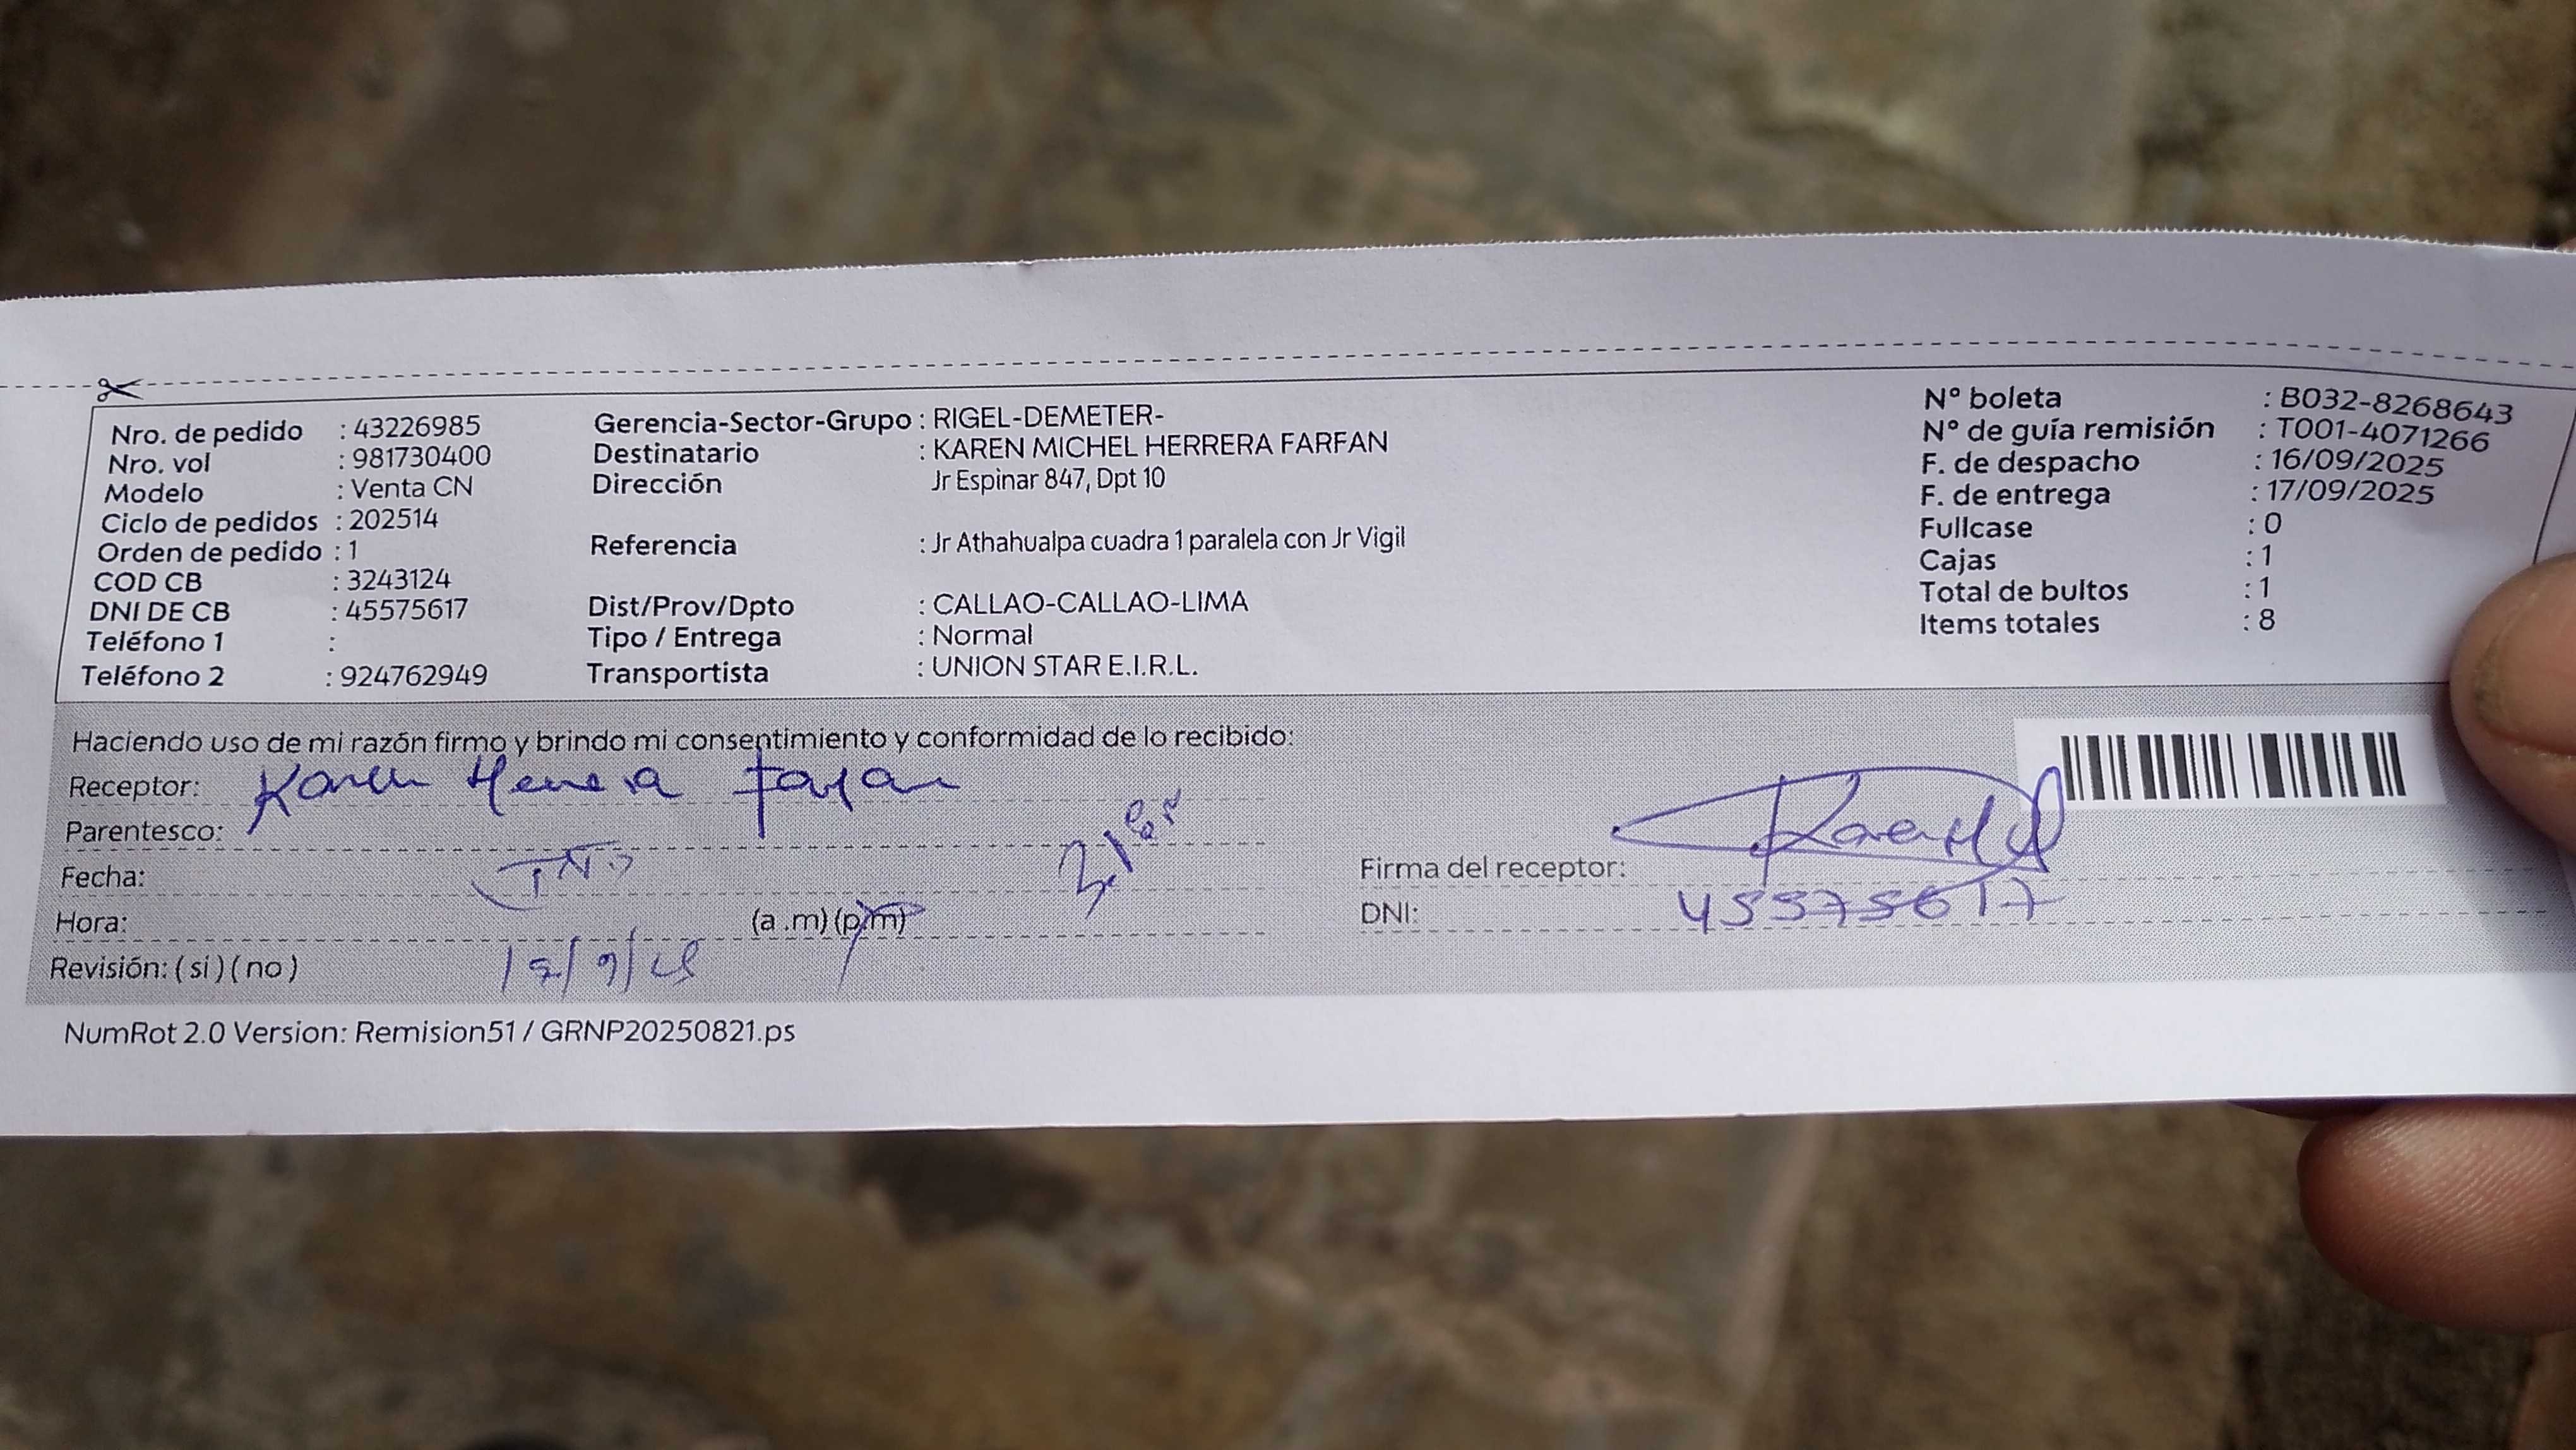 Nro. de pedido : 43226985
Nro. vol : 981730400
Modelo : Venta CN
Ciclo de pedidos : 202514
Orden de pedido : 1
COD CB : 3243124
DNI DE CB : 45575617
Teléfono 1 :
Teléfono 2 : 924762949
Gerencia-Sector-Grupo : RIGEL-DEMETER-
Destinatario : KAREN MICHEL HERRERA FARFAN
Dirección Jr Espinar 847, Dpt 10
Referencia : Jr Athahualpa cuadra 1 paralela con Jr Vigil
Dist/Prov/Dpto : CALLAO-CALLAO-LIMA
Tipo / Entrega : Normal
Transportista : UNION STAR E.I.R.L.
N° boleta : B032-8268643
N° de guía remisión : T001-4071266
F. de despacho : 16/09/2025
F. de entrega : 17/09/2025
Fullcase : 0
Cajas : 1
Total de bultos : 1
Items totales : 8
Haciendo uso de mi razón firmo y brindo mi consentimiento y conformidad de lo recibido:
Receptor: Karen Herrera Farfan
Parentesco:
Fecha:
Hora: (a .m) (p.m)
Revisión: ( si ) ( no )
Firma del receptor:
DNI: 45575617
NumRot 2.0 Version: Remision51 / GRNP20250821.ps